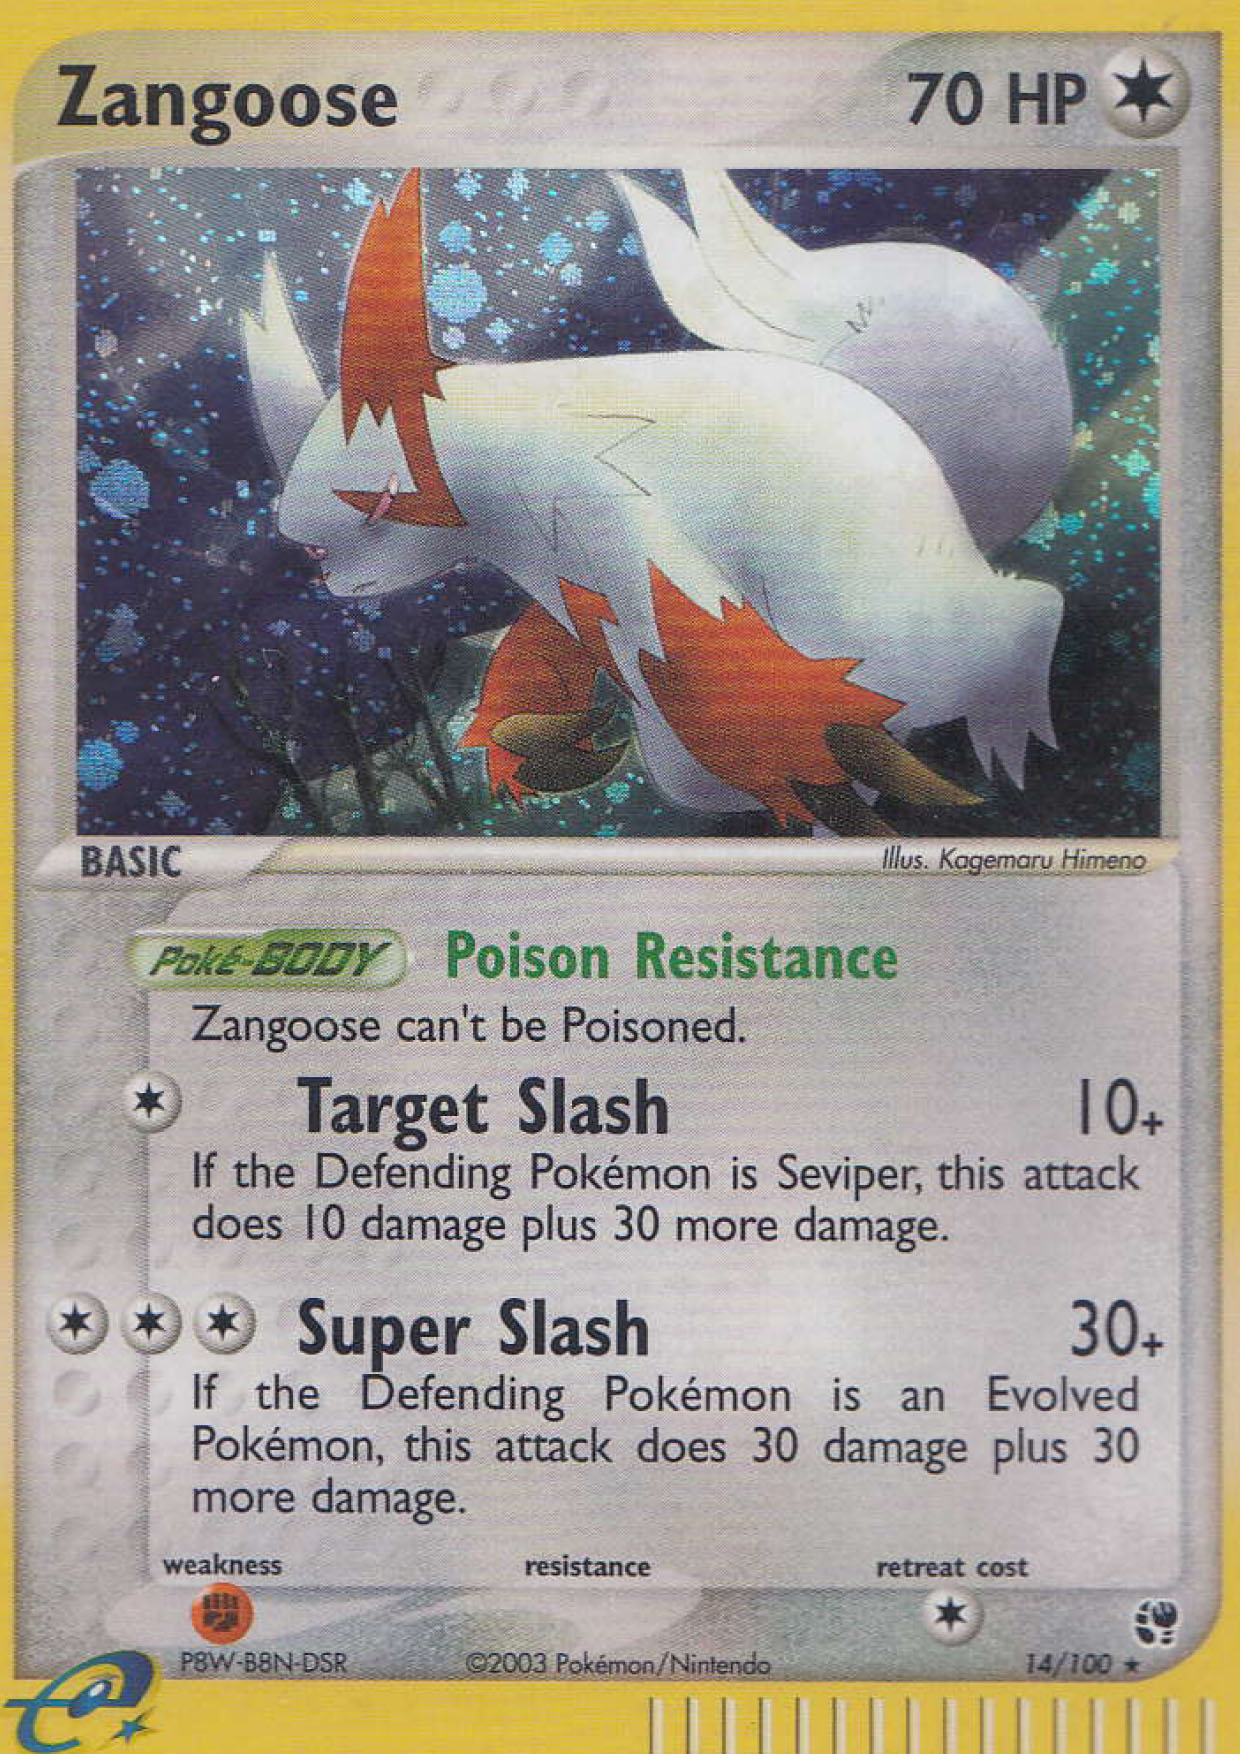 Zangoose 70 HP
BASIC Illus. Kagemaru Himeno
Poké-BODY Poison Resistance
Zangoose can't be Poisoned.
Target Slash 10+
If the Defending Pokémon is Seviper, this attack
does 10 damage plus 30 more damage.
Super Slash 30+
If the Defending Pokémon is an Evolved
Pokémon, this attack does 30 damage plus 30
more damage.
weakness resistance retreat cost
P8W-B8N-DSR ©2003 Pokémon/Nintendo 14/100 ★
e